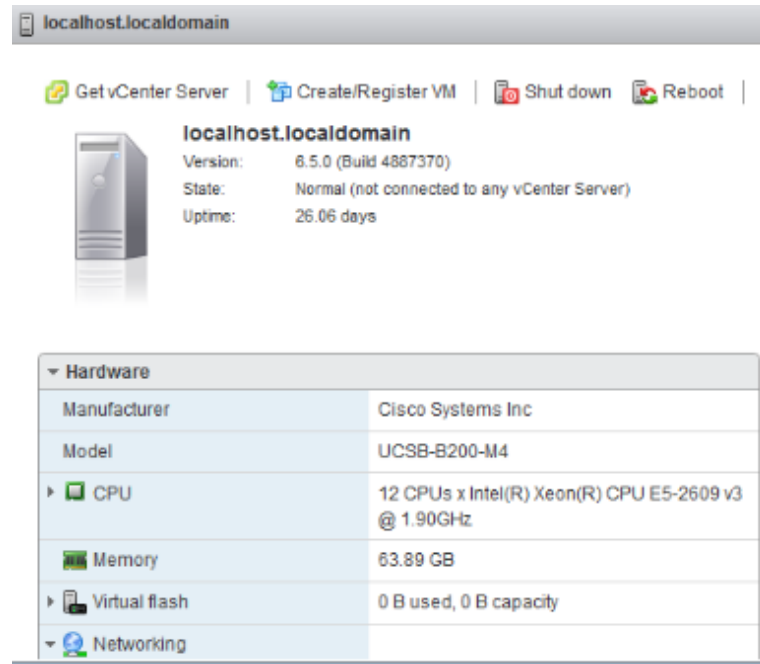 localhost.localdomain
Get vCenter Server | Create/Register VM | Shut down Reboot |
localhost.localdomain
Version: 6.5.0 (Build 4887370)
State: Normal (not connected to any vCenter Server)
Uptime: 26.06 days
Hardware
Manufacturer Cisco Systems Inc
Model UCSB-B200-M4
CPU 12 CPUs x Intel(R) Xeon(R) CPU E5-2609 v3
@ 1.90GHz
Memory 63.89 GB
Virtual flash 0 B used, 0 B capacity
Networking